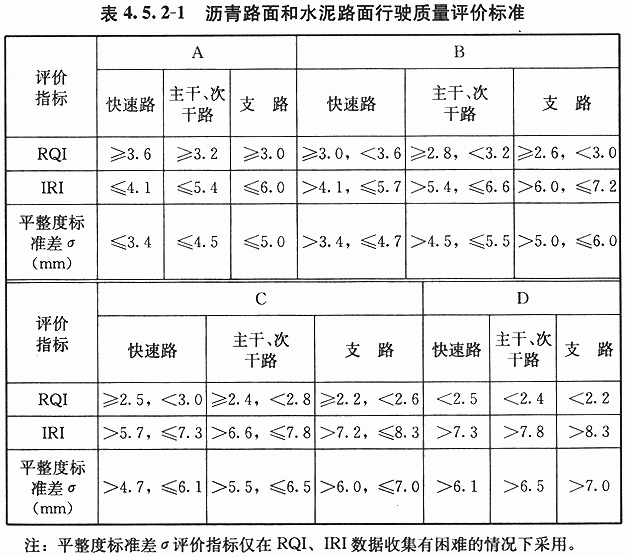 表 4.5.2-1 沥青路面和水泥路面行驶质量评价标准
评价指标 A B
快速路 主干、次干路 支 路 快速路 主干、次干路 支 路
RQI ≥3.6 ≥3.2 ≥3.0 ≥3.0，<3.6 ≥2.8，<3.2 ≥2.6，<3.0
IRI ≤4.1 ≤5.4 ≤6.0 >4.1，≤5.7 >5.4，≤6.6 >6.0，≤7.2
平整度标准差σ(mm) ≤3.4 ≤4.5 ≤5.0 >3.4，≤4.7 >4.5，≤5.5 >5.0，≤6.0
评价指标 C D
快速路 主干、次干路 支 路 快速路 主干、次干路 支 路
RQI ≥2.5，<3.0 ≥2.4，<2.8 ≥2.2，<2.6 <2.5 <2.4 <2.2
IRI >5.7，≤7.3 >6.6，≤7.8 >7.2，≤8.3 >7.3 >7.8 >8.3
平整度标准差σ(mm) >4.7，≤6.1 >5.5，≤6.5 >6.0，≤7.0 >6.1 >6.5 >7.0
注：平整度标准差σ评价指标仅在 RQI、IRI 数据收集有困难的情况下采用。